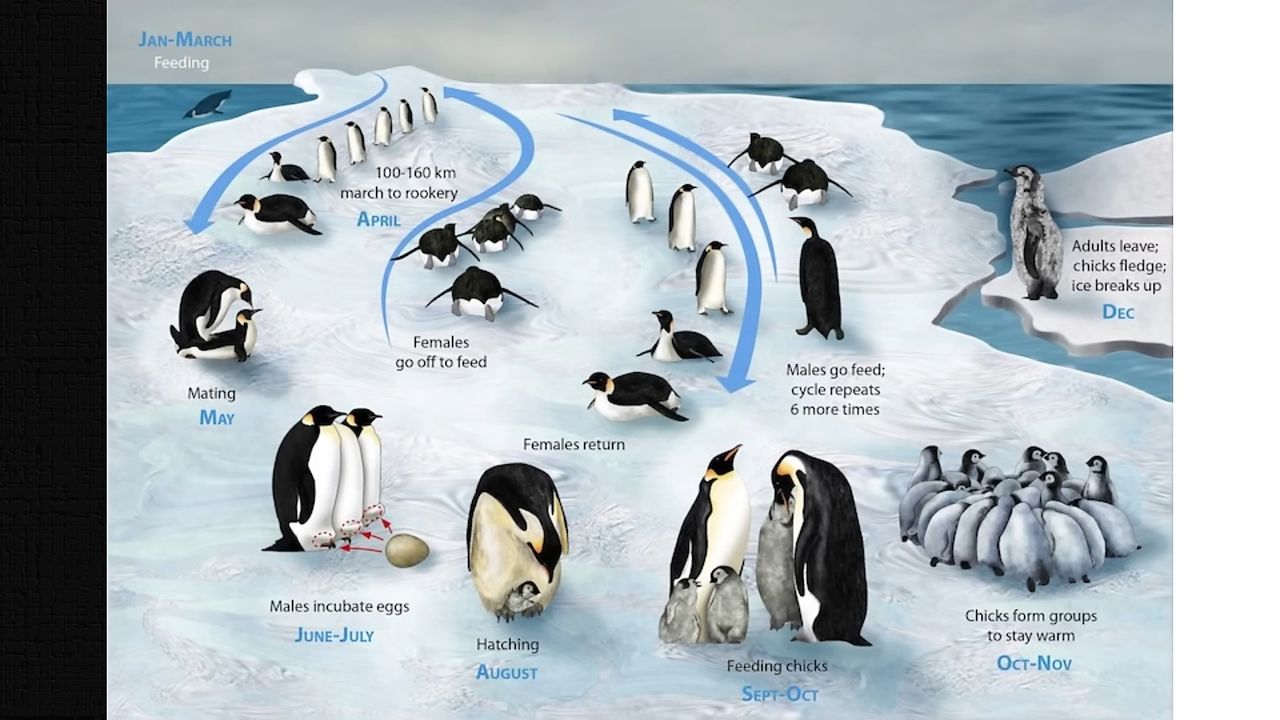 JAN-MARCH
Feeding
100-160 km
march to rookery
APRIL
Mating
MAY
Females
go off to feed
Males incubate eggs
JUNE-JULY
Females return
Hatching
AUGUST
Males go feed;
cycle repeats
6 more times
Feeding chicks
SEPT-OCT
Chicks form groups
to stay warm
OCT-NOV
Adults leave;
chicks fledge;
ice breaks up
DEC